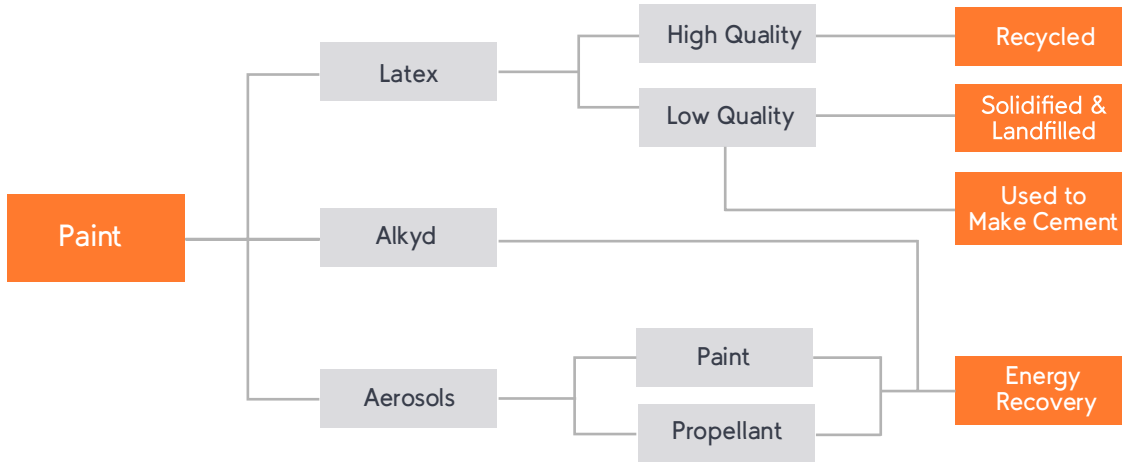 Paint
Latex
High Quality
Recycled
Low Quality
Solidified &
Landfilled
Used to
Make Cement
Alkyd
Aerosols
Paint
Propellant
Energy
Recovery